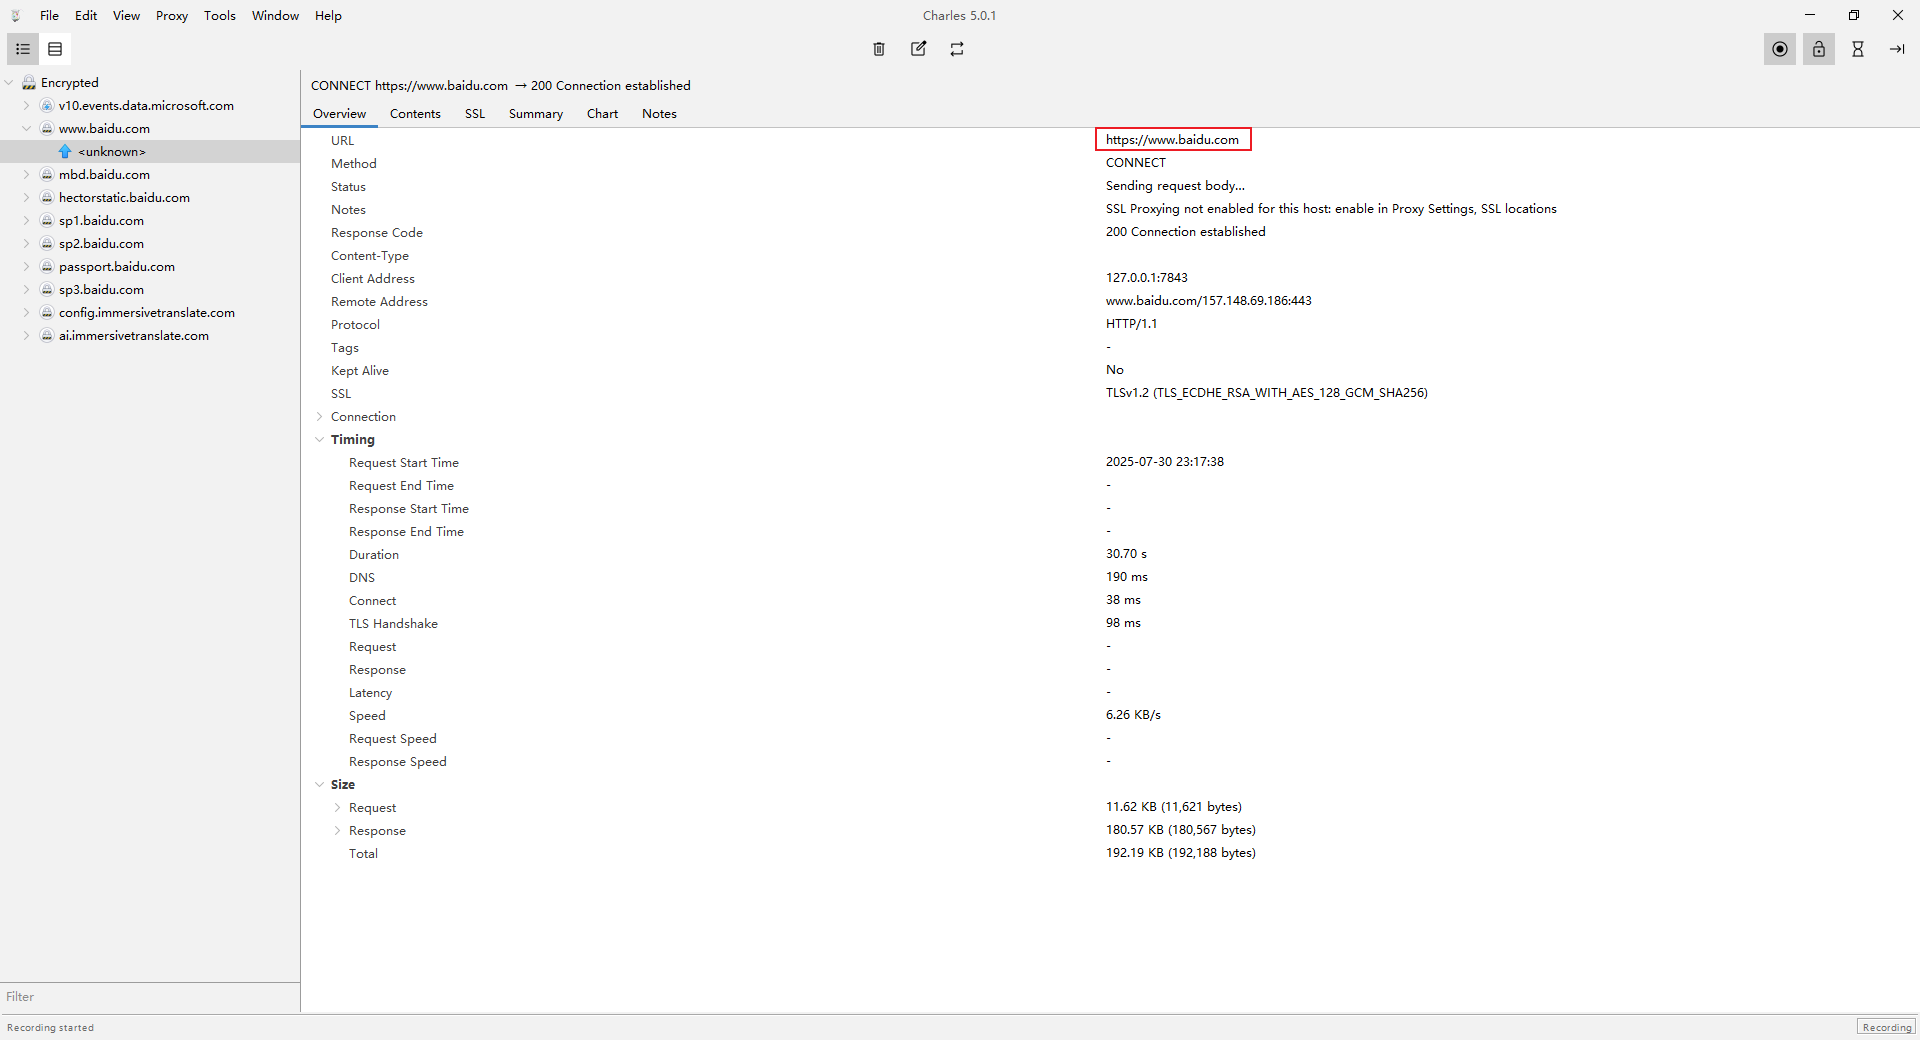 File Edit View Proxy Tools Window Help
Charles 5.0.1
Encrypted
v10.events.data.microsoft.com
www.baidu.com
<unknown>
mbd.baidu.com
hectorstatic.baidu.com
sp1.baidu.com
sp2.baidu.com
passport.baidu.com
sp3.baidu.com
config.immersivetranslate.com
ai.immersivetranslate.com
Filter
CONNECT https://www.baidu.com → 200 Connection established
Overview Contents SSL Summary Chart Notes
URL https://www.baidu.com
Method CONNECT
Status Sending request body...
Notes SSL Proxying not enabled for this host: enable in Proxy Settings, SSL locations
Response Code 200 Connection established
Content-Type
Client Address 127.0.0.1:7843
Remote Address www.baidu.com/157.148.69.186:443
Protocol HTTP/1.1
Tags -
Kept Alive No
SSL TLSv1.2 (TLS_ECDHE_RSA_WITH_AES_128_GCM_SHA256)
Connection
Timing
Request Start Time 2025-07-30 23:17:38
Request End Time -
Response Start Time -
Response End Time -
Duration 30.70 s
DNS 190 ms
Connect 38 ms
TLS Handshake 98 ms
Request -
Response -
Latency -
Speed 6.26 KB/s
Request Speed -
Response Speed -
Size
Request 11.62 KB (11,621 bytes)
Response 180.57 KB (180,567 bytes)
Total 192.19 KB (192,188 bytes)
Recording started
Recording